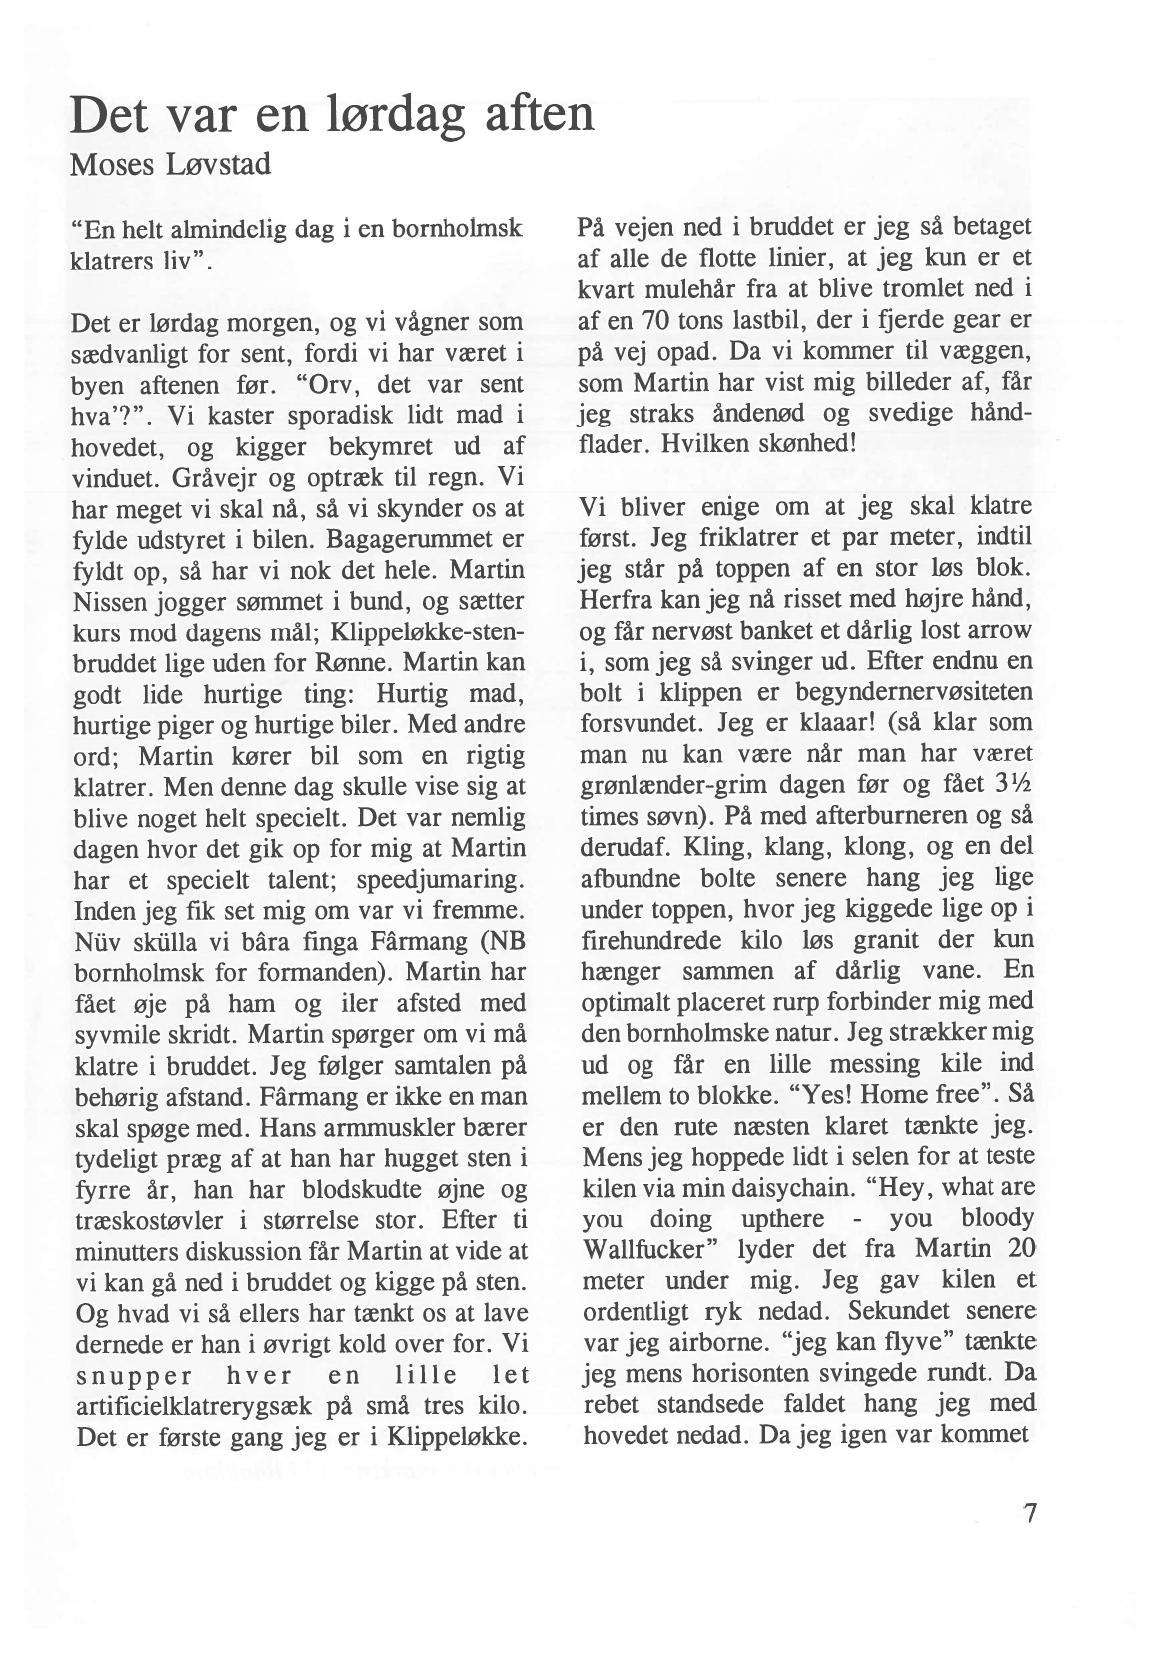 Det var en lørdag aften
Moses Løvstad
“En helt almindelig dag i en bornholmsk
klatrers liv”.
Det er lørdag morgen, og vi vågner som
sædvanligt for sent, fordi vi har været i
byen aftenen før. “Orv, det var sent
hva’?”. Vi kaster sporadisk lidt mad i
hovedet, og kigger bekymret ud af
vinduet. Gråvejr og optræk til regn. Vi
har meget vi skal nå, så vi skynder os at
fylde udstyret i bilen. Bagagerummet er
fyldt op, så har vi nok det hele. Martin
Nissen jogger sømmet i bund, og sætter
kurs mod dagens mål; Klippeløkke-sten-
bruddet lige uden for Rønne. Martin kan
godt lide hurtige ting: Hurtig mad,
hurtige piger og hurtige biler. Med andre
ord; Martin kører bil som en rigtig
klatrer. Men denne dag skulle vise sig at
blive noget helt specielt. Det var nemlig
dagen hvor det gik op for mig at Martin
har et specielt talent; speedjumaring.
Inden jeg fik set mig om var vi fremme.
Nüv skülla vi bâra finga Fârmang (NB
bornholmsk for formanden). Martin har
fået øje på ham og iler afsted med
syvmile skridt. Martin spørger om vi må
klatre i bruddet. Jeg følger samtalen på
behørig afstand. Fârmang er ikke en man
skal spøge med. Hans armmuskler bærer
tydeligt præg af at han har hugget sten i
fyrre år, han har blodskudte øjne og
træskostøvler i størrelse stor. Efter ti
minutters diskussion får Martin at vide at
vi kan gå ned i bruddet og kigge på sten.
Og hvad vi så ellers har tænkt os at lave
dernede er han i øvrigt kold over for. Vi
snupper hver en lille let
artificielklatrerygsæk på små tres kilo.
Det er første gang jeg er i Klippeløkke.
På vejen ned i bruddet er jeg så betaget
af alle de flotte linier, at jeg kun er et
kvart mulehår fra at blive tromlet ned i
af en 70 tons lastbil, der i fjerde gear er
på vej opad. Da vi kommer til væggen,
som Martin har vist mig billeder af, får
jeg straks åndenød og svedige hånd-
flader. Hvilken skønhed!
Vi bliver enige om at jeg skal klatre
først. Jeg friklatrer et par meter, indtil
jeg står på toppen af en stor løs blok.
Herfra kan jeg nå risset med højre hånd,
og får nervøst banket et dårlig lost arrow
i, som jeg så svinger ud. Efter endnu en
bolt i klippen er begyndernervøsiteten
forsvundet. Jeg er klaaar! (så klar som
man nu kan være når man har været
grønlænder-grim dagen før og fået 3½
times søvn). På med afterburneren og så
derudaf. Kling, klang, klong, og en del
afbundne bolte senere hang jeg lige
under toppen, hvor jeg kiggede lige op i
firehundrede kilo løs granit der kun
hænger sammen af dårlig vane. En
optimalt placeret rurp forbinder mig med
den bornholmske natur. Jeg strækker mig
ud og får en lille messing kile ind
mellem to blokke. “Yes! Home free”. Så
er den rute næsten klaret tænkte jeg.
Mens jeg hoppede lidt i selen for at teste
kilen via min daisychain. “Hey, what are
you doing upthere - you bloody
Wallfucker” lyder det fra Martin 20
meter under mig. Jeg gav kilen et
ordentligt ryk nedad. Sekundet senere
var jeg airborne. “jeg kan flyve” tænkte
jeg mens horisonten svingede rundt. Da
rebet standsede faldet hang jeg med
hovedet nedad. Da jeg igen var kommet
7